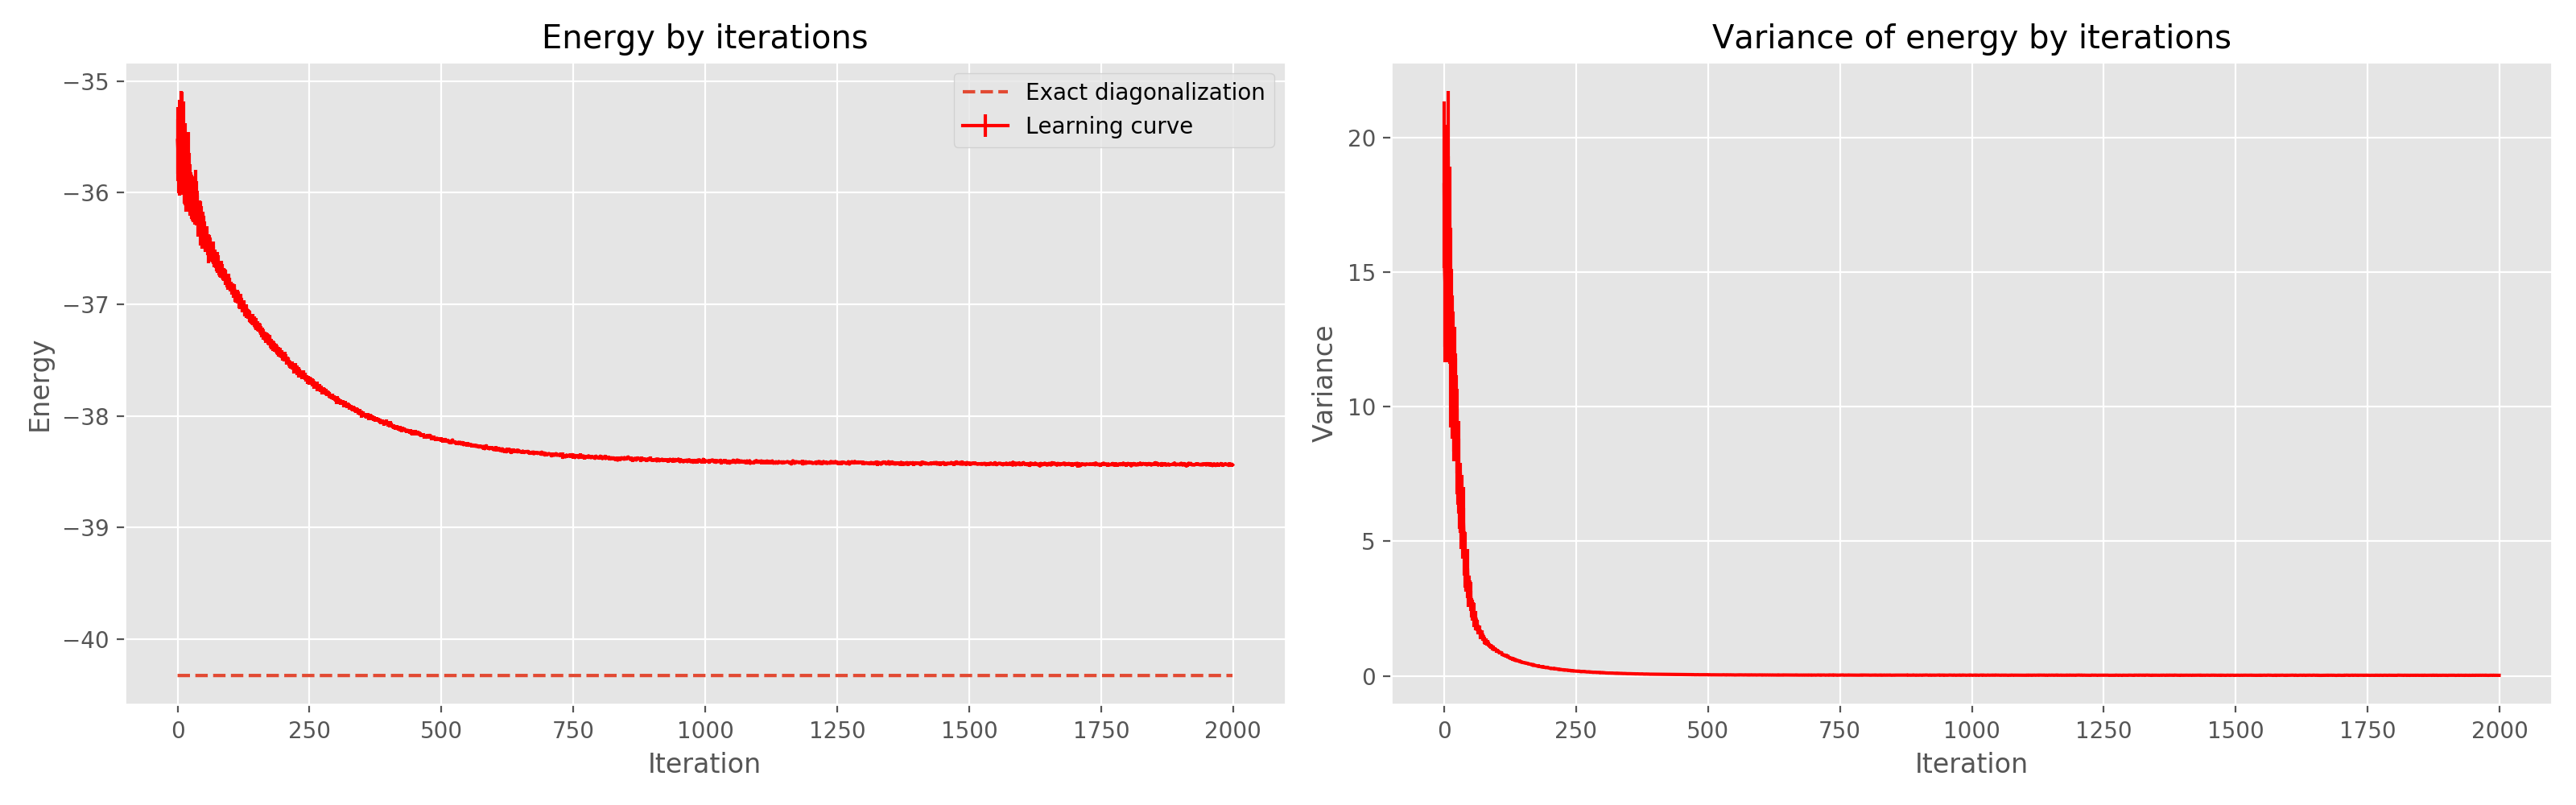 Energy by iterations
−35
−36
−37
−38
−39
−40
Energy
0 250 500 750 1000 1250 1500 1750 2000
Iteration
Exact diagonalization
Learning curve
Variance of energy by iterations
20
15
10
5
0
Variance
0 250 500 750 1000 1250 1500 1750 2000
Iteration